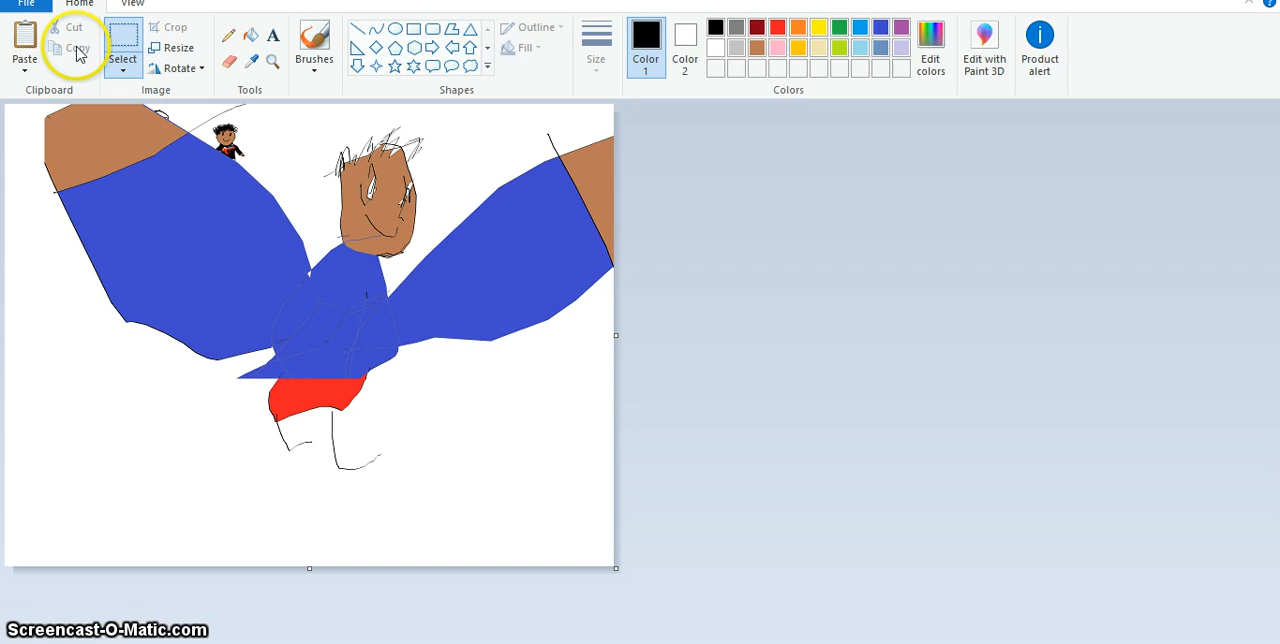 File Home View
Paste Cut Copy Clipboard
Select Crop Resize Rotate Image
A Tools
Brushes
Shapes
Outline Fill
Size
Color 1 Color 2 Edit colors Colors
Edit with Paint 3D
Product alert
Screencast-O-Matic.com